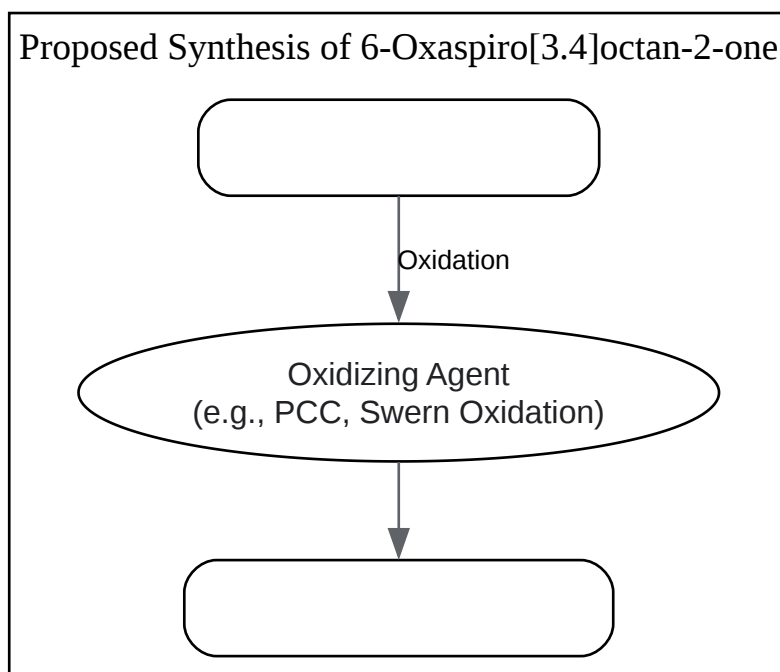 Proposed Synthesis of 6-Oxaspiro[3.4]octan-2-one
Oxidation
Oxidizing Agent
(e.g., PCC, Swern Oxidation)